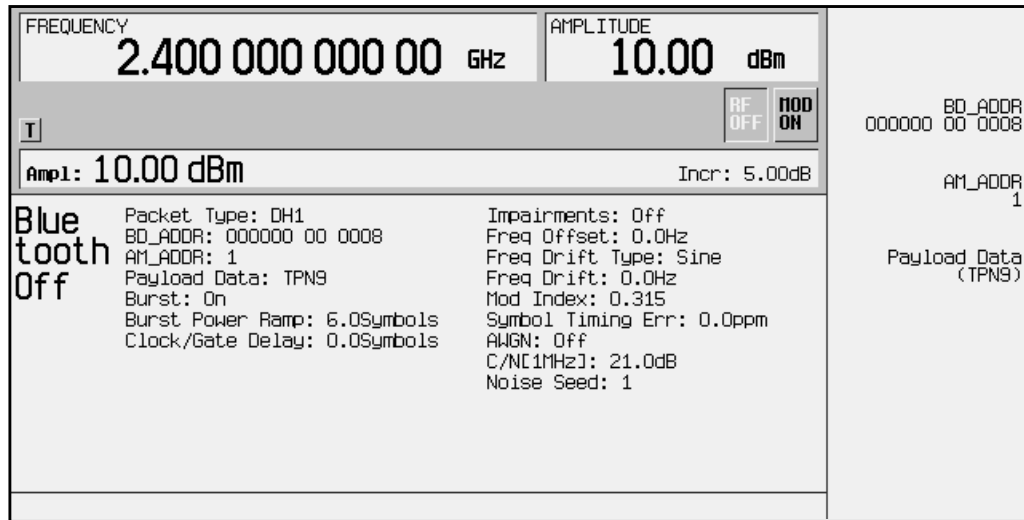 FREQUENCY
2.400 000 000 00 GHz
AMPLITUDE
10.00 dBm
RF
OFF
MOD
ON
T
Ampl: 10.00 dBm
Incr: 5.00dB
Blue
tooth
Off
Packet Type: DH1
BD_ADDR: 000000 00 0008
AM_ADDR: 1
Payload Data: TPN9
Burst: On
Burst Power Ramp: 6.0Symbols
Clock/Gate Delay: 0.0Symbols
Impairments: Off
Freq Offset: 0.0Hz
Freq Drift Type: Sine
Freq Drift: 0.0Hz
Mod Index: 0.315
Symbol Timing Err: 0.0ppm
AWGN: Off
C/N[1MHz]: 21.0dB
Noise Seed: 1
BD_ADDR
000000 00 0008
AM_ADDR
1
Payload Data
(TPN9)